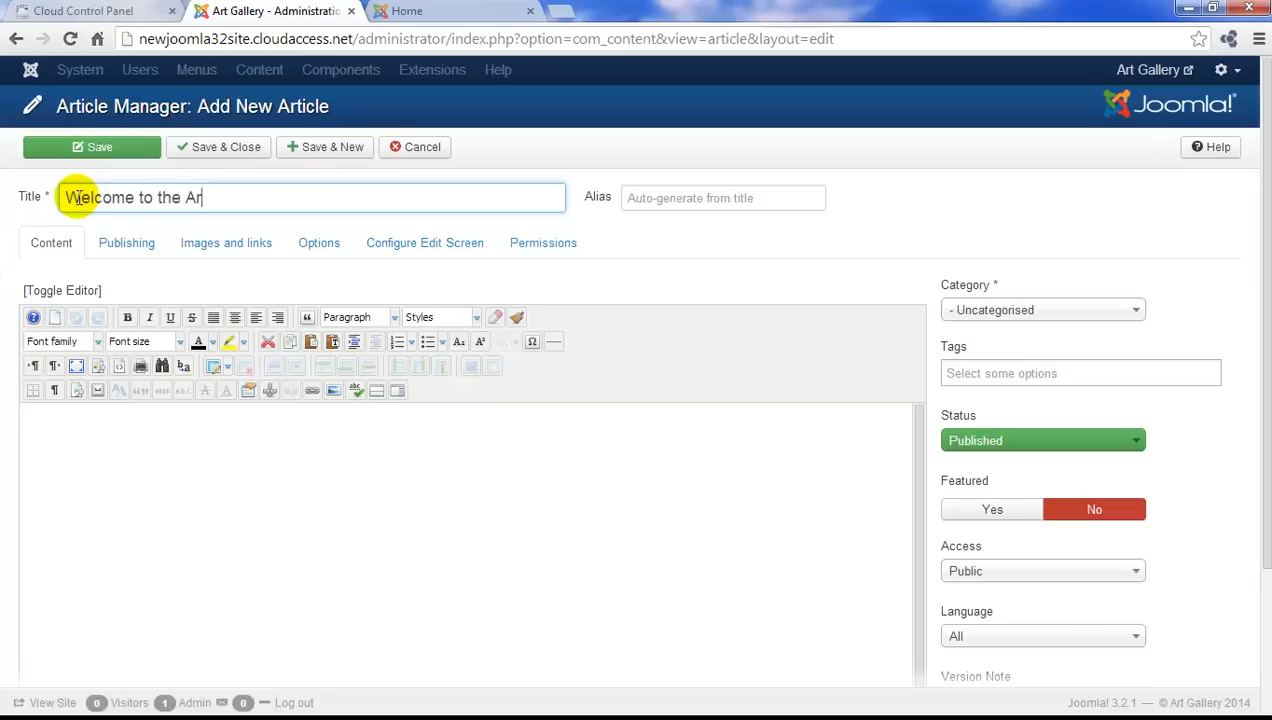 Cloud Control Panel
Art Gallery - Administratio
Home
newjoomla32site.cloudaccess.net/administrator/index.php?option=com_content&view=article&layout=edit
System Users Menus Content Components Extensions Help Art Gallery
Article Manager: Add New Article Joomla!®
Save Save & Close Save & New Cancel Help
Title * Welcome to the Ar Alias Auto-generate from title
Content Publishing Images and links Options Configure Edit Screen Permissions
[Toggle Editor]
Category *
B I U S Paragraph Styles
- Uncategorised
Font family Font size A
Tags
Select some options
Status
Published
Featured
Yes No
Access
Public
Language
All
Version Note
View Site 0 Visitors 1 Admin 0 Log out Joomla! 3.2.1 — © Art Gallery 2014